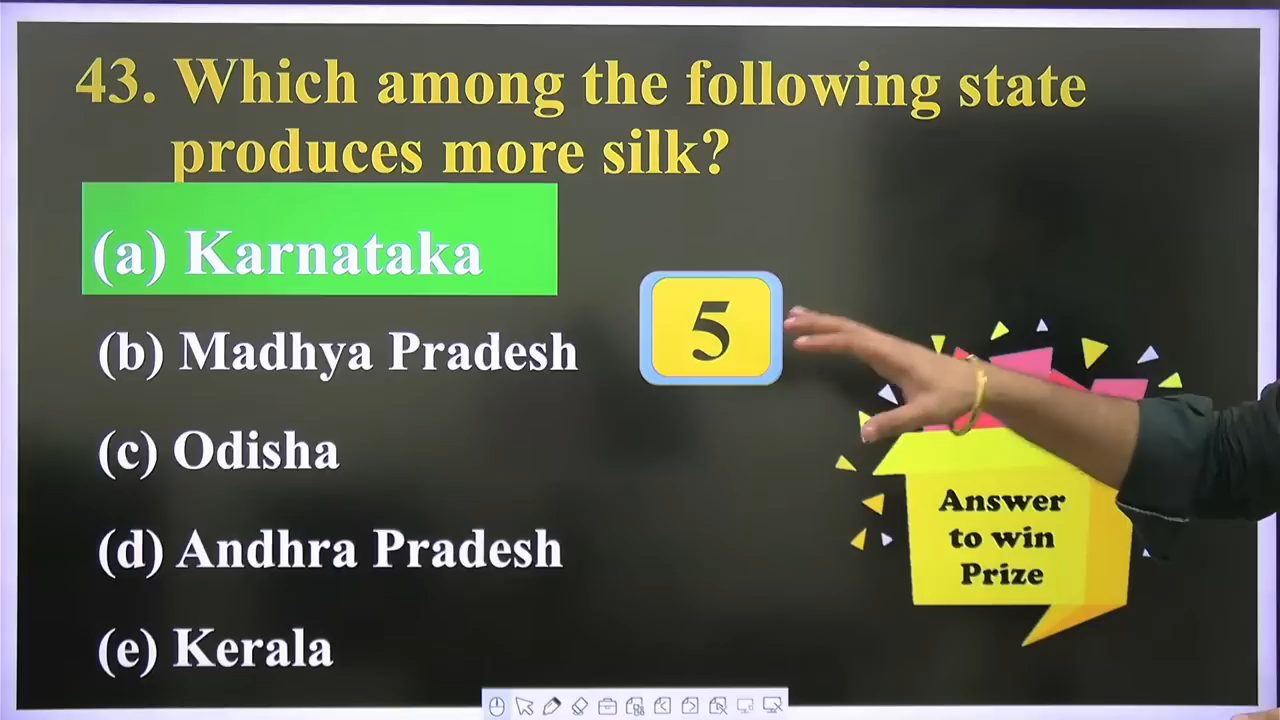 43. Which among the following state
produces more silk?
(a) Karnataka
(b) Madhya Pradesh
(c) Odisha
(d) Andhra Pradesh
(e) Kerala
5
Answer
to win
Prize